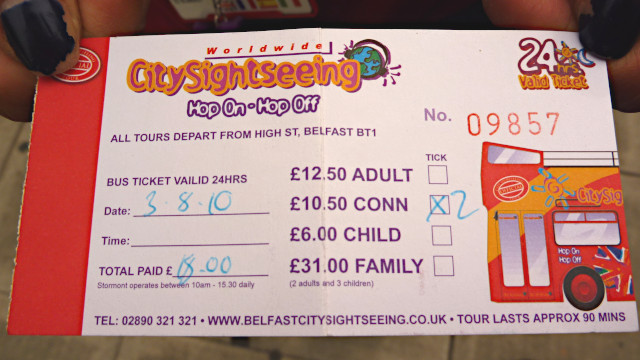 Worldwide
CitySightseeing
Hop On - Hop Off
24 hrs
Valid Ticket
No. 09857
ALL TOURS DEPART FROM HIGH ST, BELFAST BT1
TICK
BUS TICKET VAILID 24HRS
£12.50 ADULT
Date: 3-8-10
£10.50 CONN X2
Time:
£6.00 CHILD
TOTAL PAID £ 18.00
£31.00 FAMILY
Stormont operates between 10am - 15.30 daily
(2 adults and 3 children)
CitySig
Hop On
Hop Off
TEL: 02890 321 321 • WWW.BELFASTCITYSIGHTSEEING.CO.UK • TOUR LASTS APPROX 90 MINS